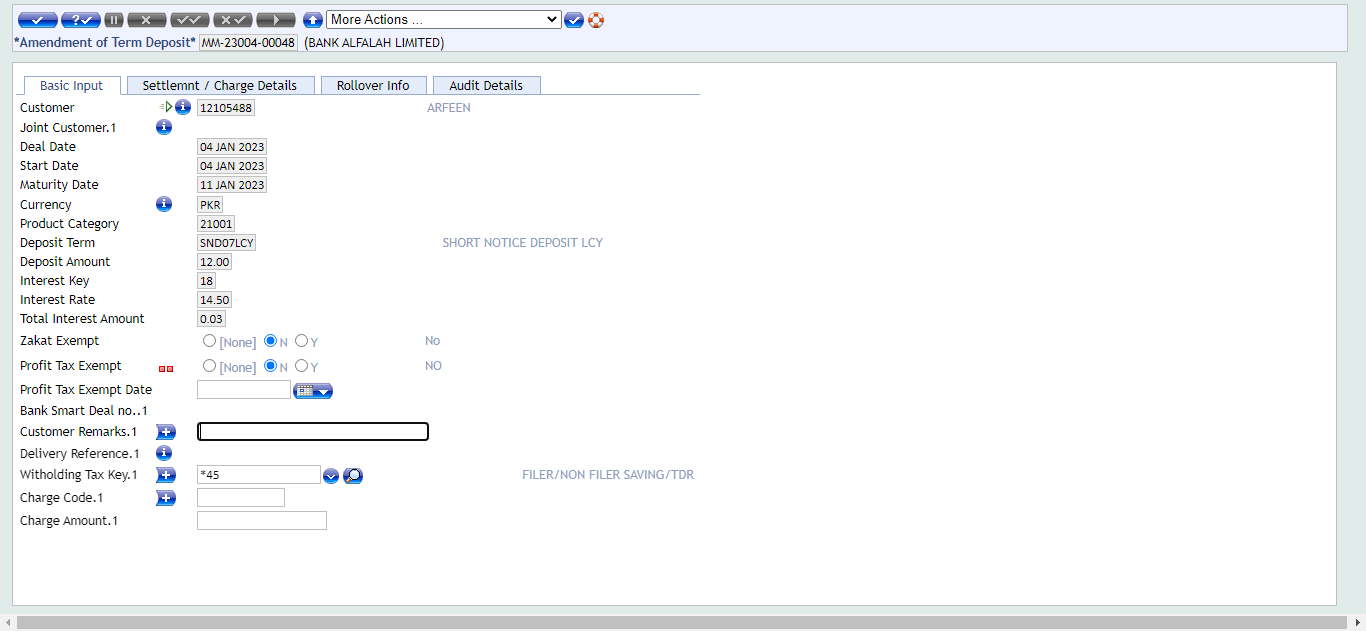 More Actions ...
*Amendment of Term Deposit* MM-23004-00048 (BANK ALFALAH LIMITED)
Basic Input Settlemnt / Charge Details Rollover Info Audit Details
Customer 12105488 ARFEEN
Joint Customer.1
Deal Date 04 JAN 2023
Start Date 04 JAN 2023
Maturity Date 11 JAN 2023
Currency PKR
Product Category 21001
Deposit Term SND07LCY SHORT NOTICE DEPOSIT LCY
Deposit Amount 12.00
Interest Key 18
Interest Rate 14.50
Total Interest Amount 0.03
Zakat Exempt [None] N Y No
Profit Tax Exempt [None] N Y NO
Profit Tax Exempt Date
Bank Smart Deal no..1
Customer Remarks.1
Delivery Reference.1
Witholding Tax Key.1 *45 FILER/NON FILER SAVING/TDR
Charge Code.1
Charge Amount.1